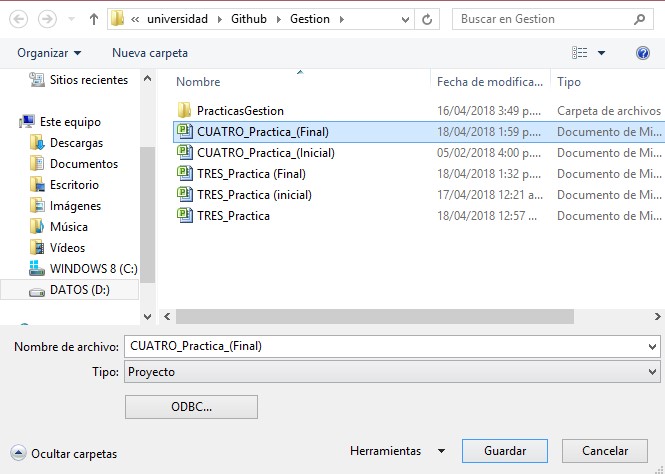 « universidad ▸ Github ▸ Gestion ▸
Buscar en Gestion
Organizar
Nueva carpeta
Sitios recientes
Este equipo
Descargas
Documentos
Escritorio
Imágenes
Música
Vídeos
WINDOWS 8 (C:)
DATOS (D:)
Nombre Fecha de modifica... Tipo
PracticasGestion 16/04/2018 3:49 p.... Carpeta de archivos
CUATRO_Practica_(Final) 18/04/2018 1:59 p.... Documento de Mi...
CUATRO_Practica_(Inicial) 05/02/2018 4:00 p.... Documento de Mi...
TRES_Practica (Final) 18/04/2018 1:32 p.... Documento de Mi...
TRES_Practica (inicial) 17/04/2018 12:21 a... Documento de Mi...
TRES_Practica 18/04/2018 12:57 ... Documento de Mi...
Nombre de archivo: CUATRO_Practica_(Final)
Tipo: Proyecto
ODBC...
Ocultar carpetas
Herramientas
Guardar
Cancelar